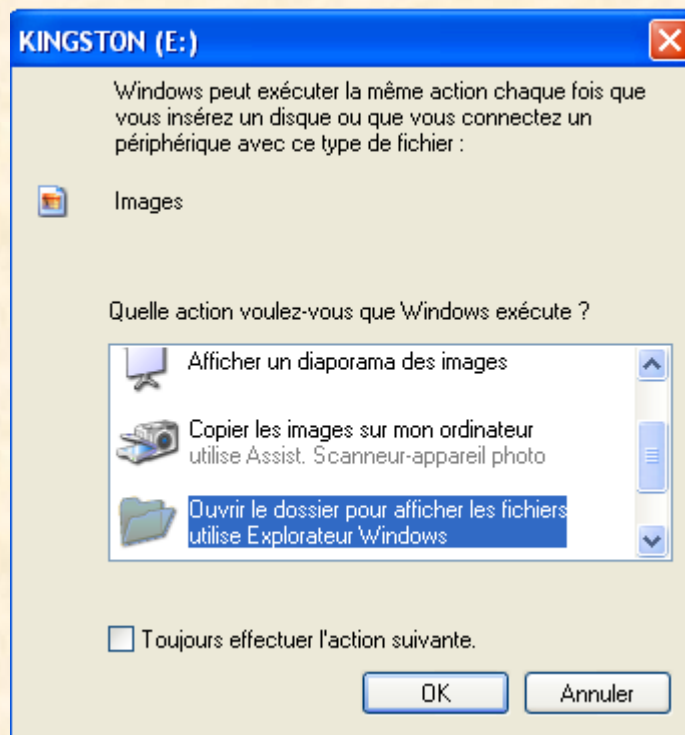 KINGSTON (E:)
Windows peut exécuter la même action chaque fois que
vous insérez un disque ou que vous connectez un
périphérique avec ce type de fichier :
Images
Quelle action voulez-vous que Windows exécute ?
Afficher un diaporama des images
Copier les images sur mon ordinateur
utilise Assist. Scanneur-appareil photo
Ouvrir le dossier pour afficher les fichiers
utilise Explorateur Windows
Toujours effectuer l'action suivante.
OK
Annuler